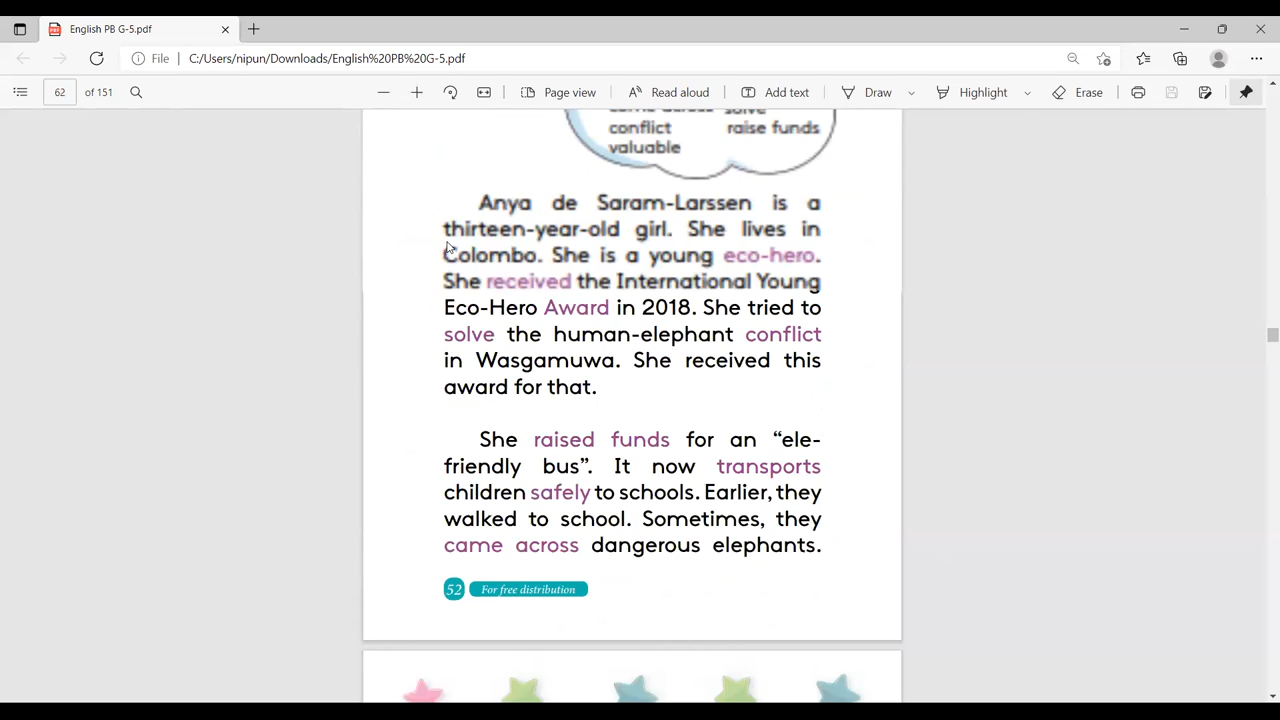 English PB G-5.pdf
File
C:/Users/nipun/Downloads/English%20PB%20G-5.pdf
62 of 151
Page view
Read aloud
Add text
Draw
Highlight
Erase
conflict raise funds
valuable
Anya de Saram-Larssen is a
thirteen-year-old girl. She lives in
Colombo. She is a young eco-hero.
She received the International Young
Eco-Hero Award in 2018. She tried to
solve the human-elephant conflict
in Wasgamuwa. She received this
award for that.
She raised funds for an “ele-
friendly bus”. It now transports
children safely to schools. Earlier, they
walked to school. Sometimes, they
came across dangerous elephants.
52 For free distribution